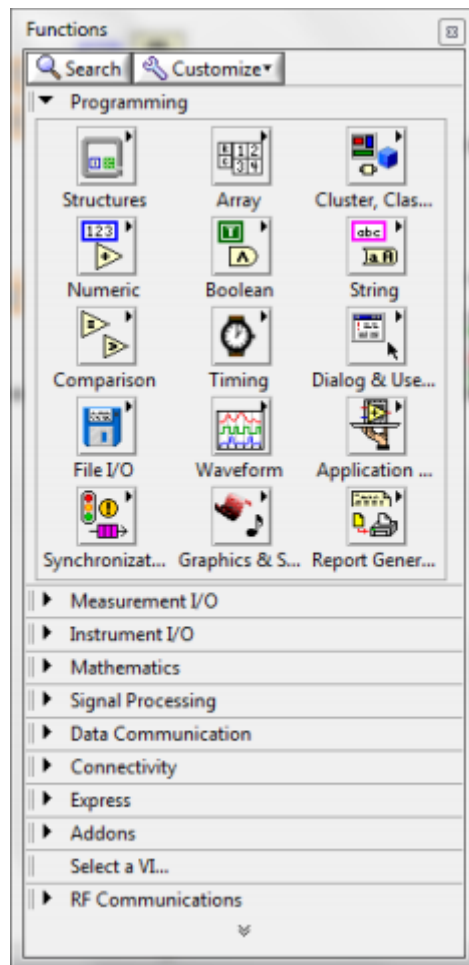 Functions
Search Customize
Programming
Structures Array Cluster, Clas...
Numeric Boolean String
Comparison Timing Dialog & Use...
File I/O Waveform Application ...
Synchronizat... Graphics & S... Report Gener...
Measurement I/O
Instrument I/O
Mathematics
Signal Processing
Data Communication
Connectivity
Express
Addons
Select a VI...
RF Communications